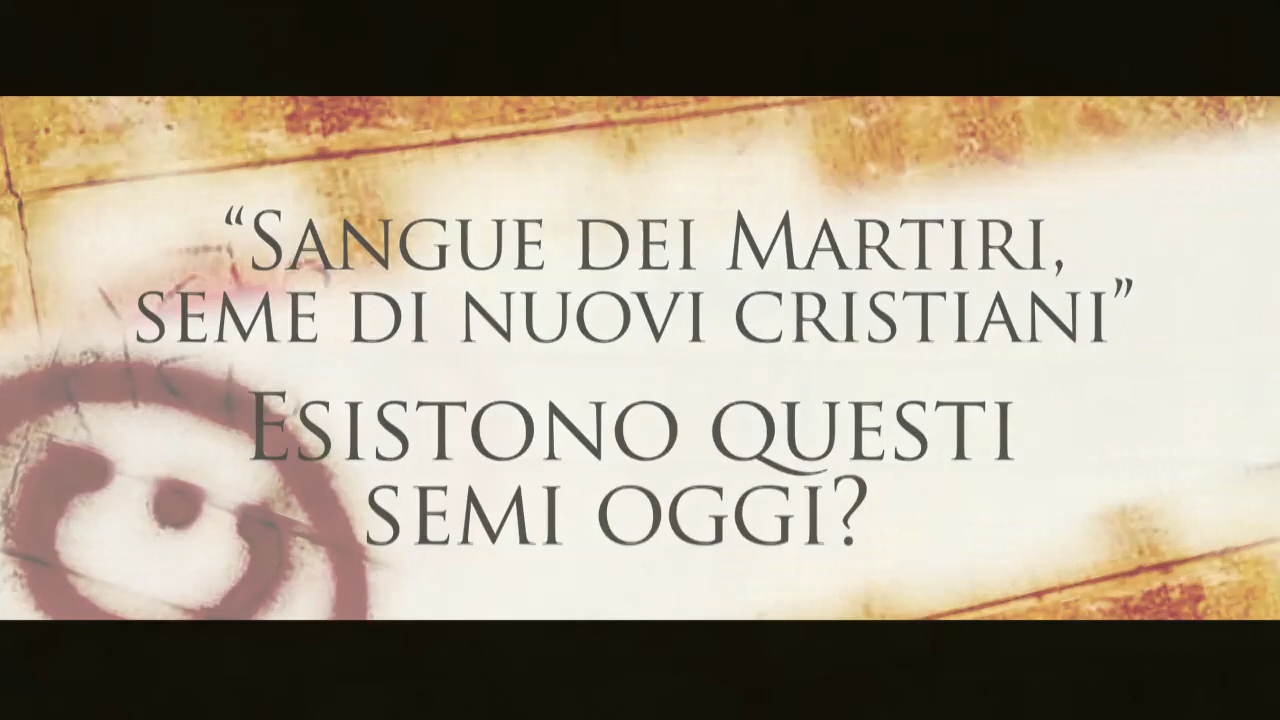 “Sangue dei Martiri,
seme di nuovi cristiani”
Esistono questi
semi oggi?